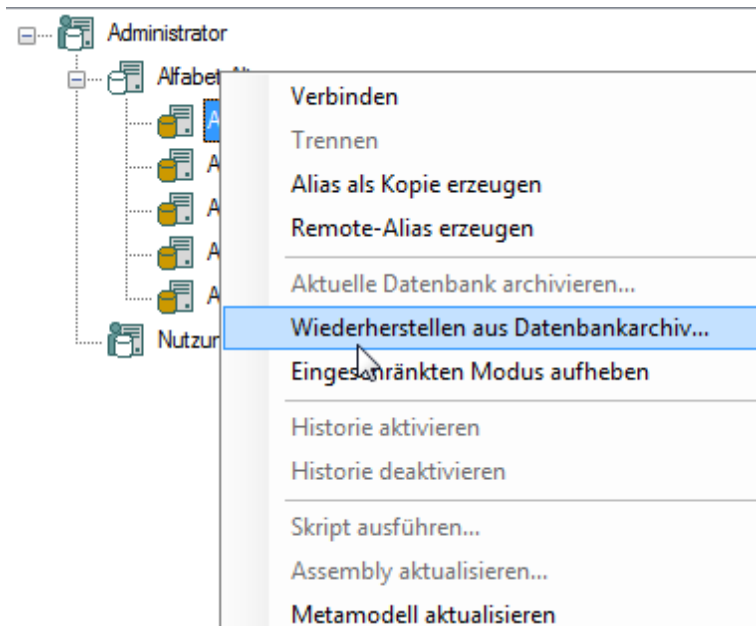 Administrator
Verbinden
Trennen
Alias als Kopie erzeugen
Remote-Alias erzeugen
Aktuelle Datenbank archivieren...
Wiederherstellen aus Datenbankarchiv...
Eingeschränkten Modus aufheben
Historie aktivieren
Historie deaktivieren
Skript ausführen...
Assembly aktualisieren...
Metamodell aktualisieren